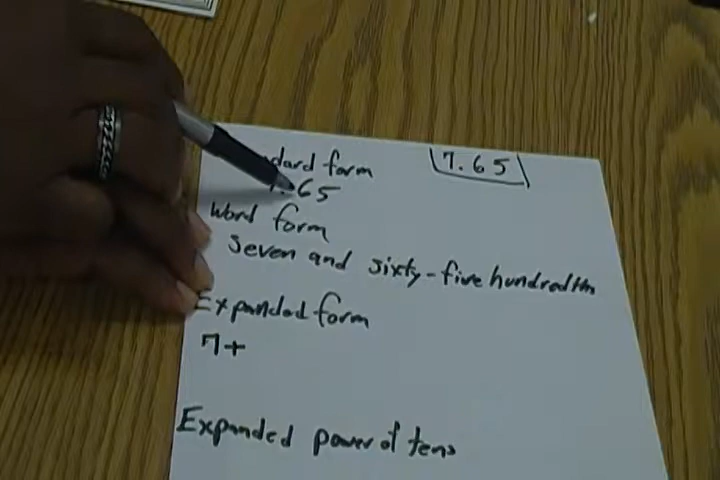 dard form
7.65
7.65
Word form
seven and sixty-five hundredths
Expanded form
7+
Expanded power of tens